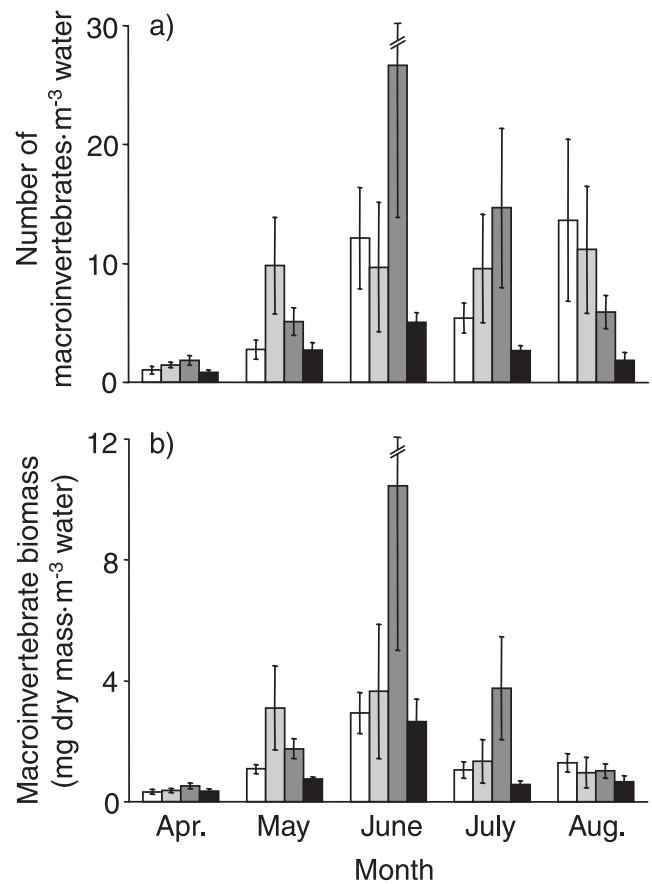 a)
Number of
macroinvertebrates·m⁻³ water
30
20
10
0
b)
Macroinvertebrate biomass
(mg dry mass·m⁻³ water)
12
8
4
0
Apr. May June July Aug.
Month